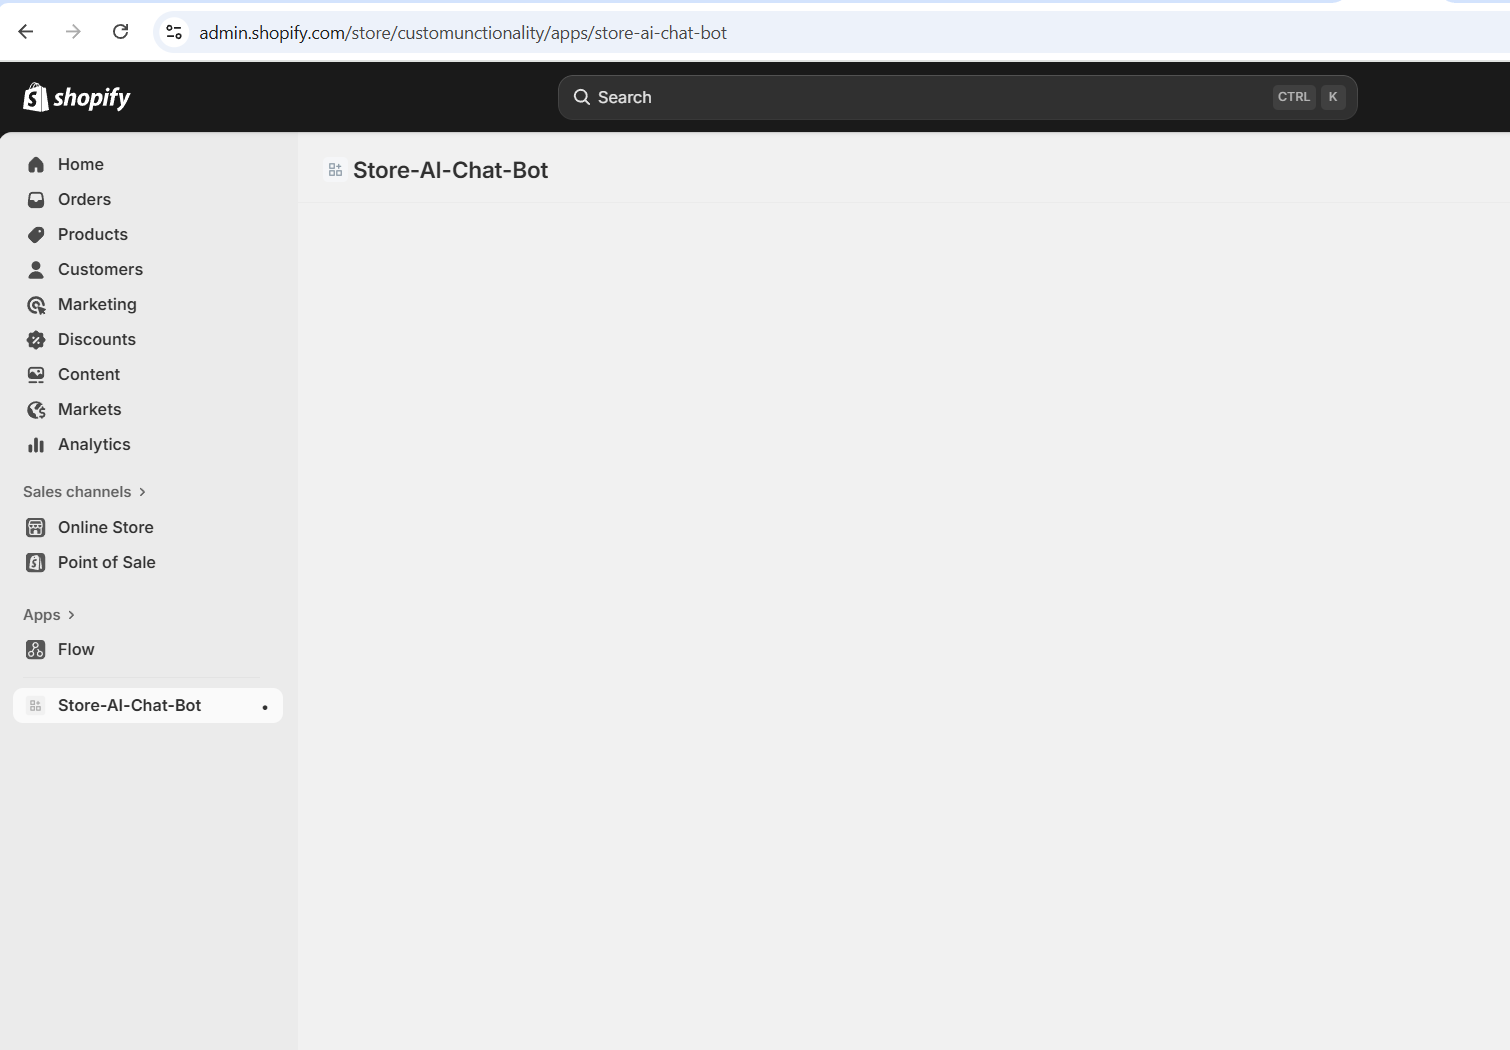 admin.shopify.com/store/customunctionality/apps/store-ai-chat-bot
shopify
Search
CTRL K
Home
Orders
Products
Customers
Marketing
Discounts
Content
Markets
Analytics
Sales channels
Online Store
Point of Sale
Apps
Flow
Store-AI-Chat-Bot
Store-AI-Chat-Bot